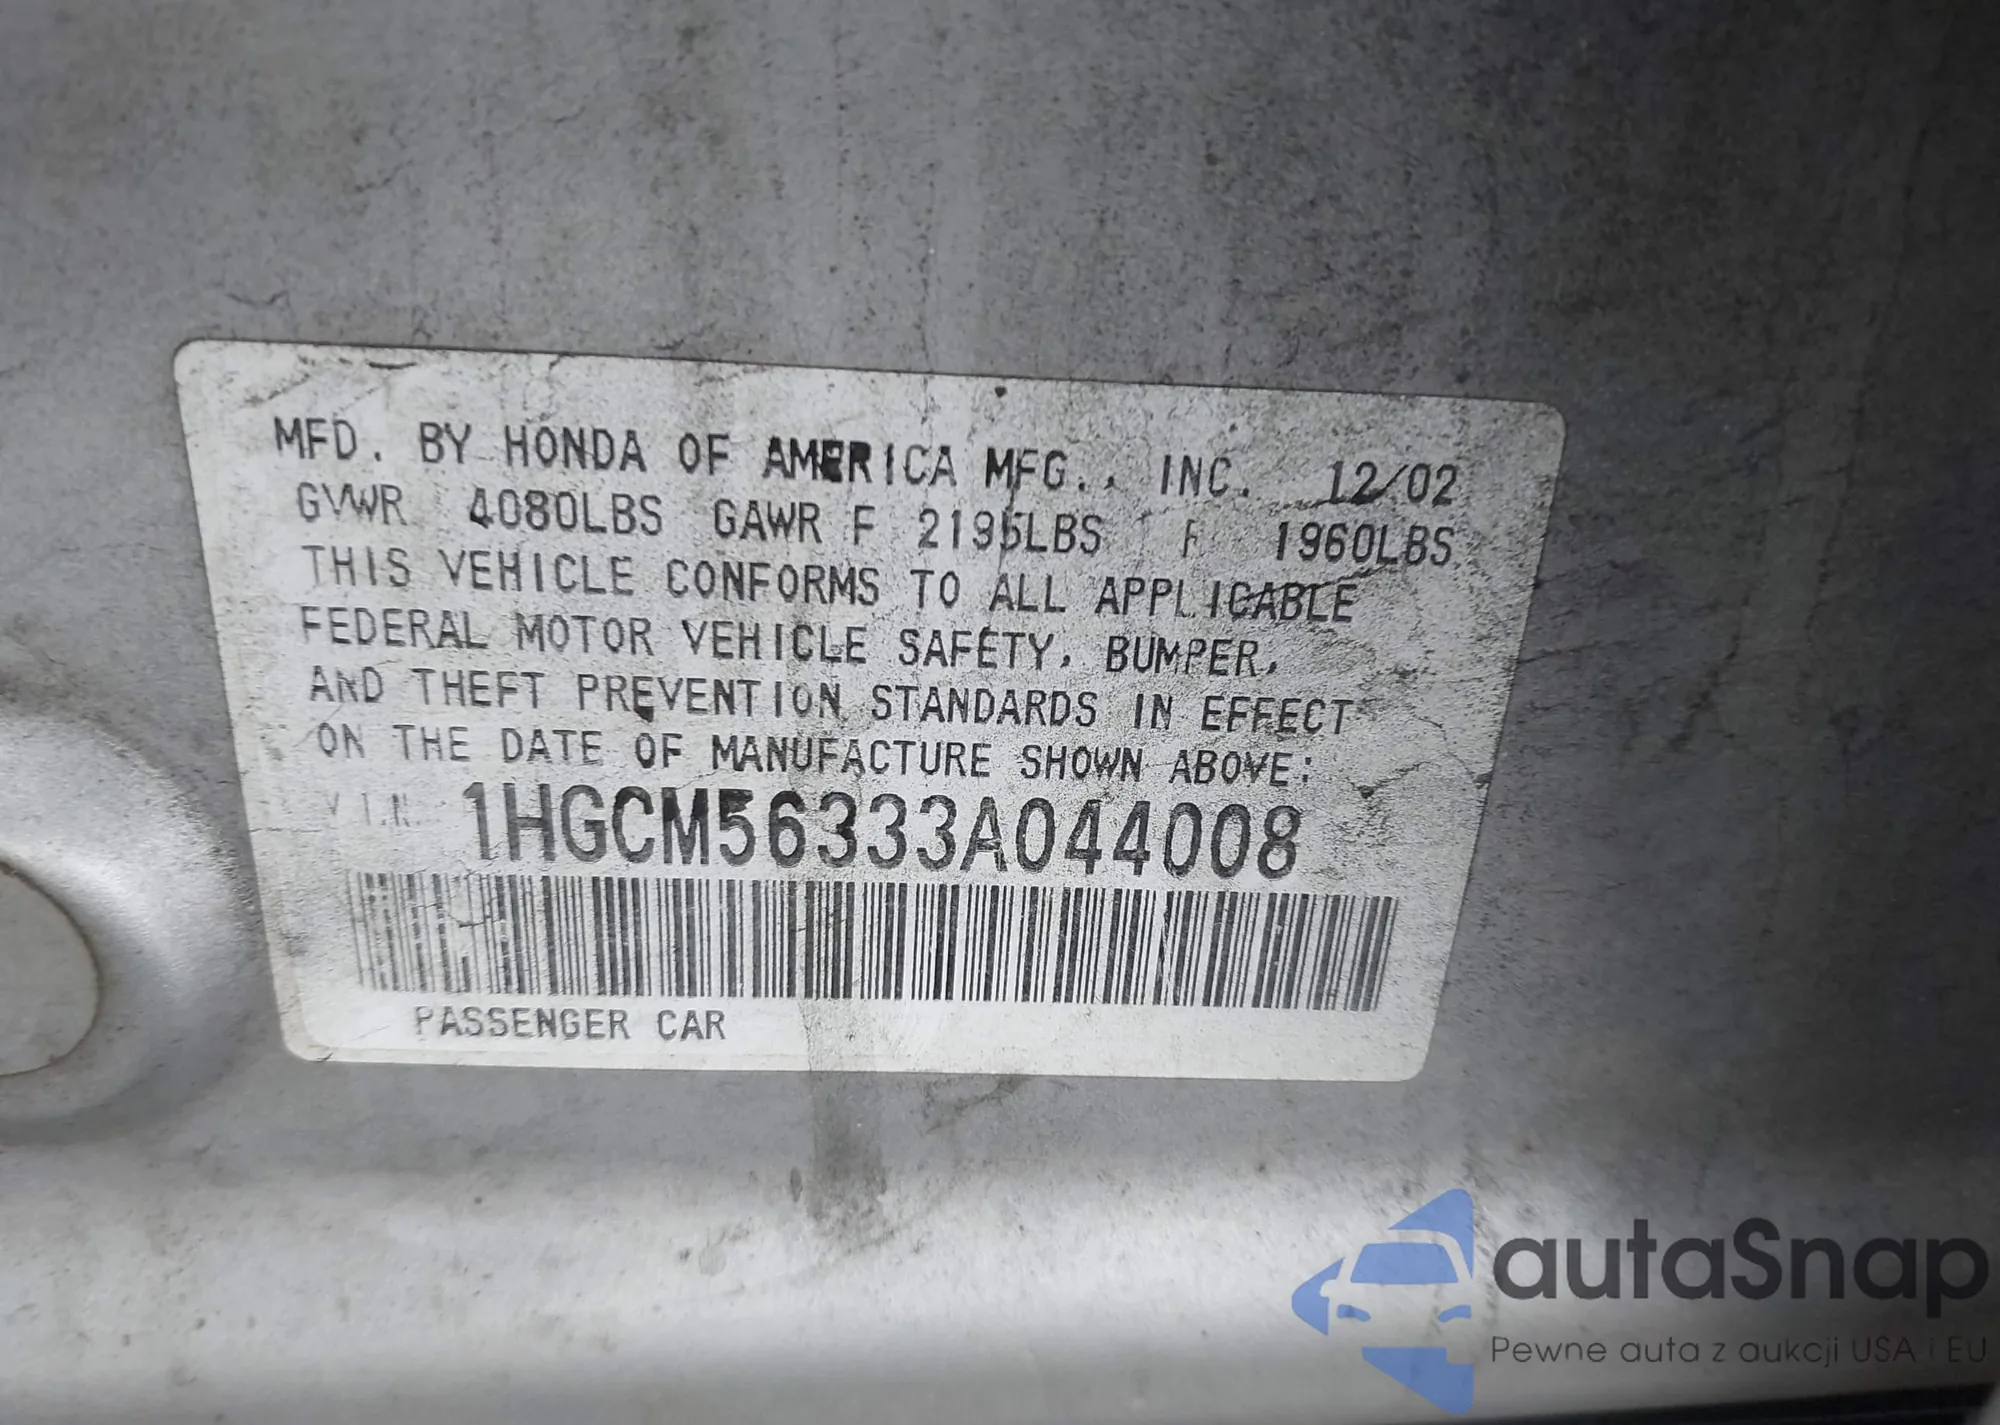 MFD. BY HONDA OF AMERICA MFG., INC. 12/02
GVWR 4080LBS GAWR F 2195LBS R 1960LBS
THIS VEHICLE CONFORMS TO ALL APPLICABLE
FEDERAL MOTOR VEHICLE SAFETY, BUMPER,
AND THEFT PREVENTION STANDARDS IN EFFECT
ON THE DATE OF MANUFACTURE SHOWN ABOVE:
V.I.N. 1HGCM56333A044008
PASSENGER CAR
autaSnap
Pewne auta z aukcji USA i EU